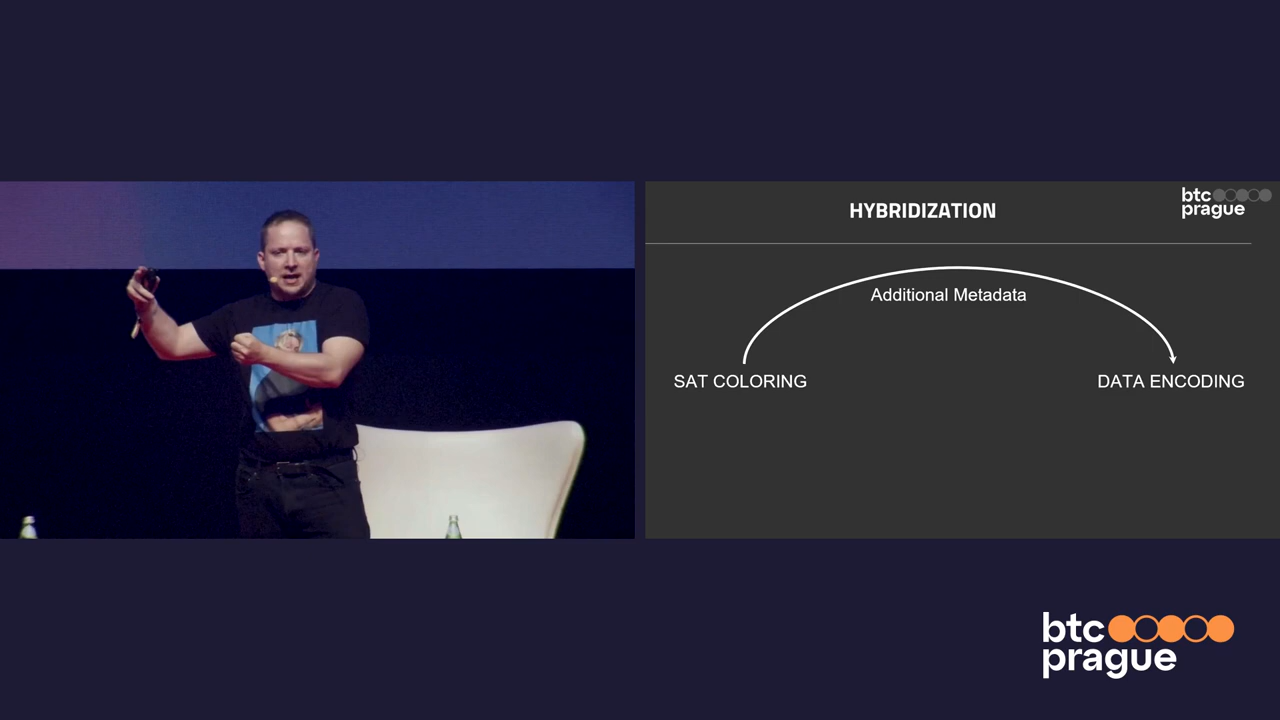 HYBRIDIZATION
btc
prague
Additional Metadata
SAT COLORING
DATA ENCODING
btc
prague